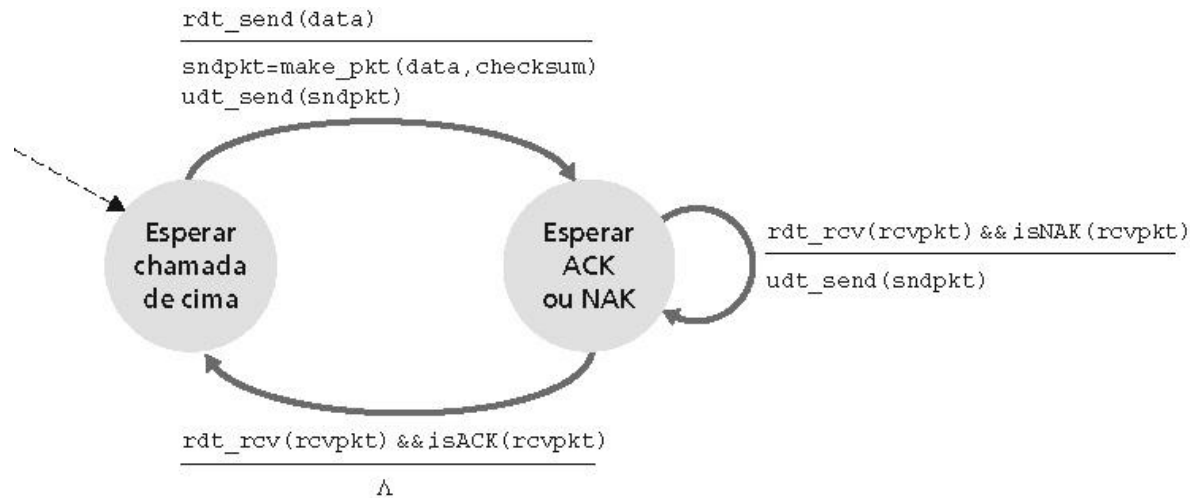 rdt_send(data)
sndpkt=make_pkt(data,checksum)
udt_send(sndpkt)
Esperar
chamada
de cima
Esperar
ACK
ou NAK
rdt_rcv(rcvpkt) && isNAK(rcvpkt)
udt_send(sndpkt)
rdt_rcv(rcvpkt) && isACK(rcvpkt)
Λ